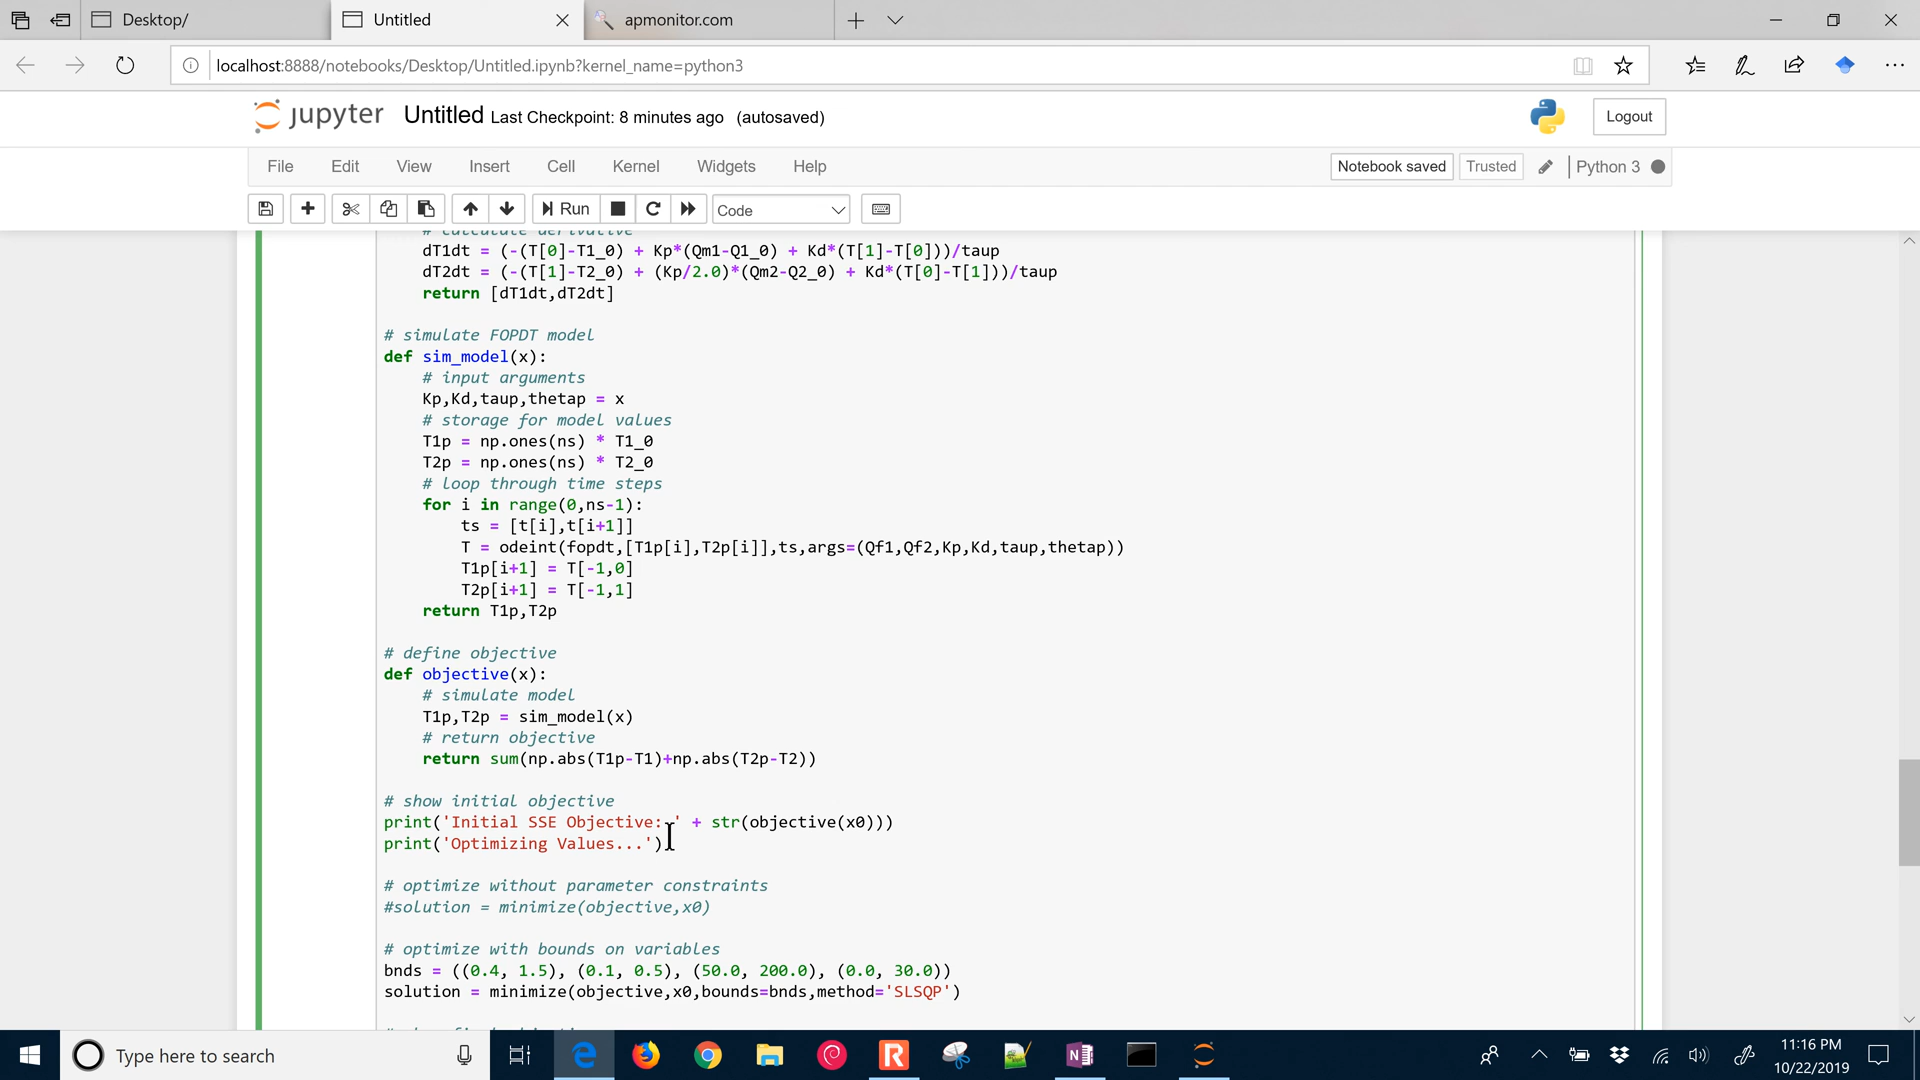 Desktop/
Untitled
apmonitor.com
localhost:8888/notebooks/Desktop/Untitled.ipynb?kernel_name=python3
jupyter Untitled Last Checkpoint: 8 minutes ago (autosaved)
Logout
File Edit View Insert Cell Kernel Widgets Help
Notebook saved Trusted Python 3
Run Code
# calculate derivative
dT1dt = (-(T[0]-T1_0) + Kp*(Qm1-Q1_0) + Kd*(T[1]-T[0]))/taup
dT2dt = (-(T[1]-T2_0) + (Kp/2.0)*(Qm2-Q2_0) + Kd*(T[0]-T[1]))/taup
return [dT1dt,dT2dt]
# simulate FOPDT model
def sim_model(x):
# input arguments
Kp,Kd,taup,thetap = x
# storage for model values
T1p = np.ones(ns) * T1_0
T2p = np.ones(ns) * T2_0
# loop through time steps
for i in range(0,ns-1):
ts = [t[i],t[i+1]]
T = odeint(fopdt,[T1p[i],T2p[i]],ts,args=(Qf1,Qf2,Kp,Kd,taup,thetap))
T1p[i+1] = T[-1,0]
T2p[i+1] = T[-1,1]
return T1p,T2p
# define objective
def objective(x):
# simulate model
T1p,T2p = sim_model(x)
# return objective
return sum(np.abs(T1p-T1)+np.abs(T2p-T2))
# show initial objective
print('Initial SSE Objective: ' + str(objective(x0)))
print('Optimizing Values...')
# optimize without parameter constraints
#solution = minimize(objective,x0)
# optimize with bounds on variables
bnds = ((0.4, 1.5), (0.1, 0.5), (50.0, 200.0), (0.0, 30.0))
solution = minimize(objective,x0,bounds=bnds,method='SLSQP')
Type here to search
11:16 PM
10/22/2019